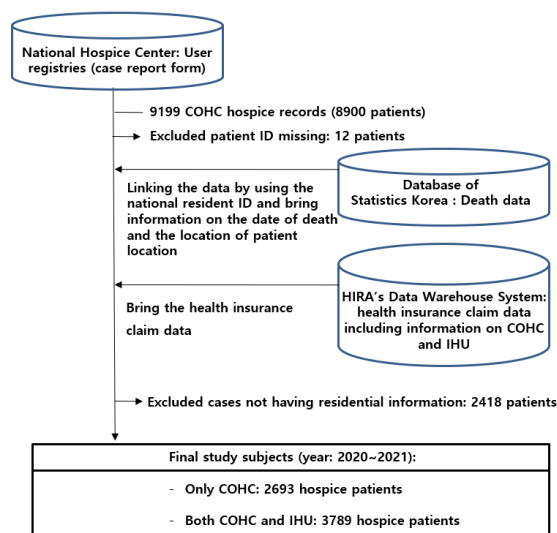 National Hospice Center: User
registries (case report form)
9199 COHC hospice records (8900 patients)
Excluded patient ID missing: 12 patients
Linking the data by using the
national resident ID and bring
information on the date of death
and the location of patient
location
Database of
Statistics Korea : Death data
HIRA's Data Warehouse System:
health insurance claim data
including information on COHC
and IHU
Bring the health insurance
claim data
Excluded cases not having residential information: 2418 patients
Final study subjects (year: 2020~2021):
- Only COHC: 2693 hospice patients
- Both COHC and IHU: 3789 hospice patients